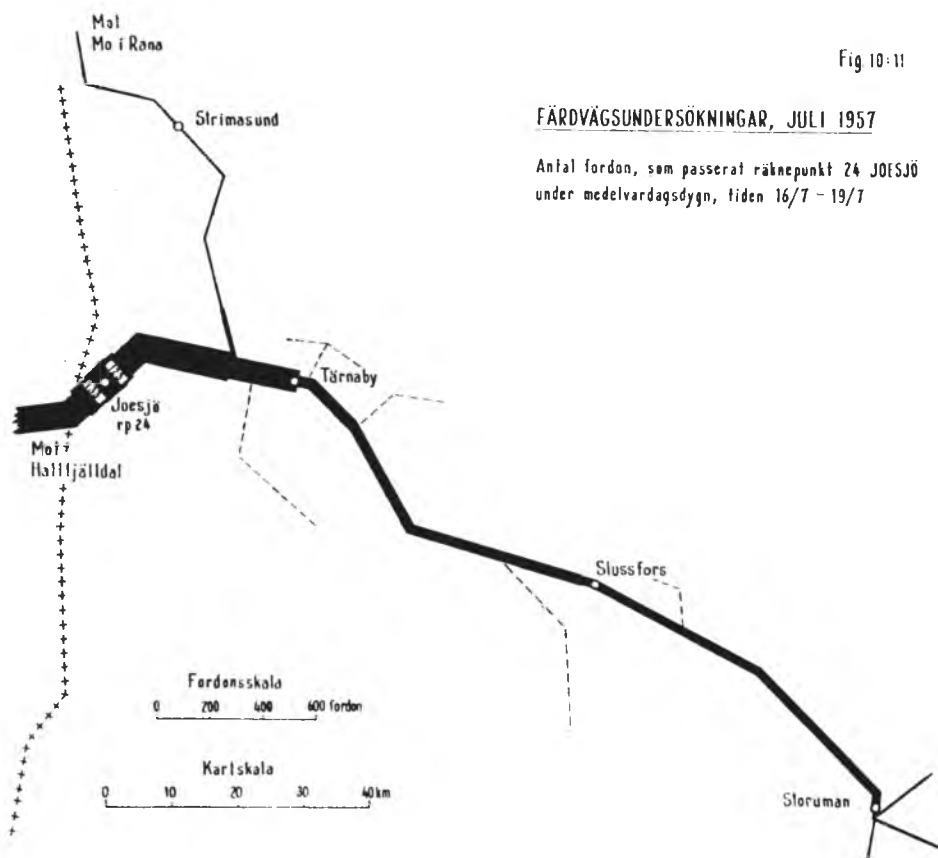 Mot
Mo i Rana
Fig. 10:11
Strimasund
FÄRDVÄGSUNDERSÖKNINGAR, JULI 1957
Antal fordon, som passerat räknepunkt 24 JOESJÖ
under medelvardagsdygn, tiden 16/7 - 19/7
Tärnaby
Joesjö
rp 24
Mot
Hattfjälldal
Slussfors
Fordonsskala
0 200 400 600 fordon
Kartskala
0 10 20 30 40 km
Storuman